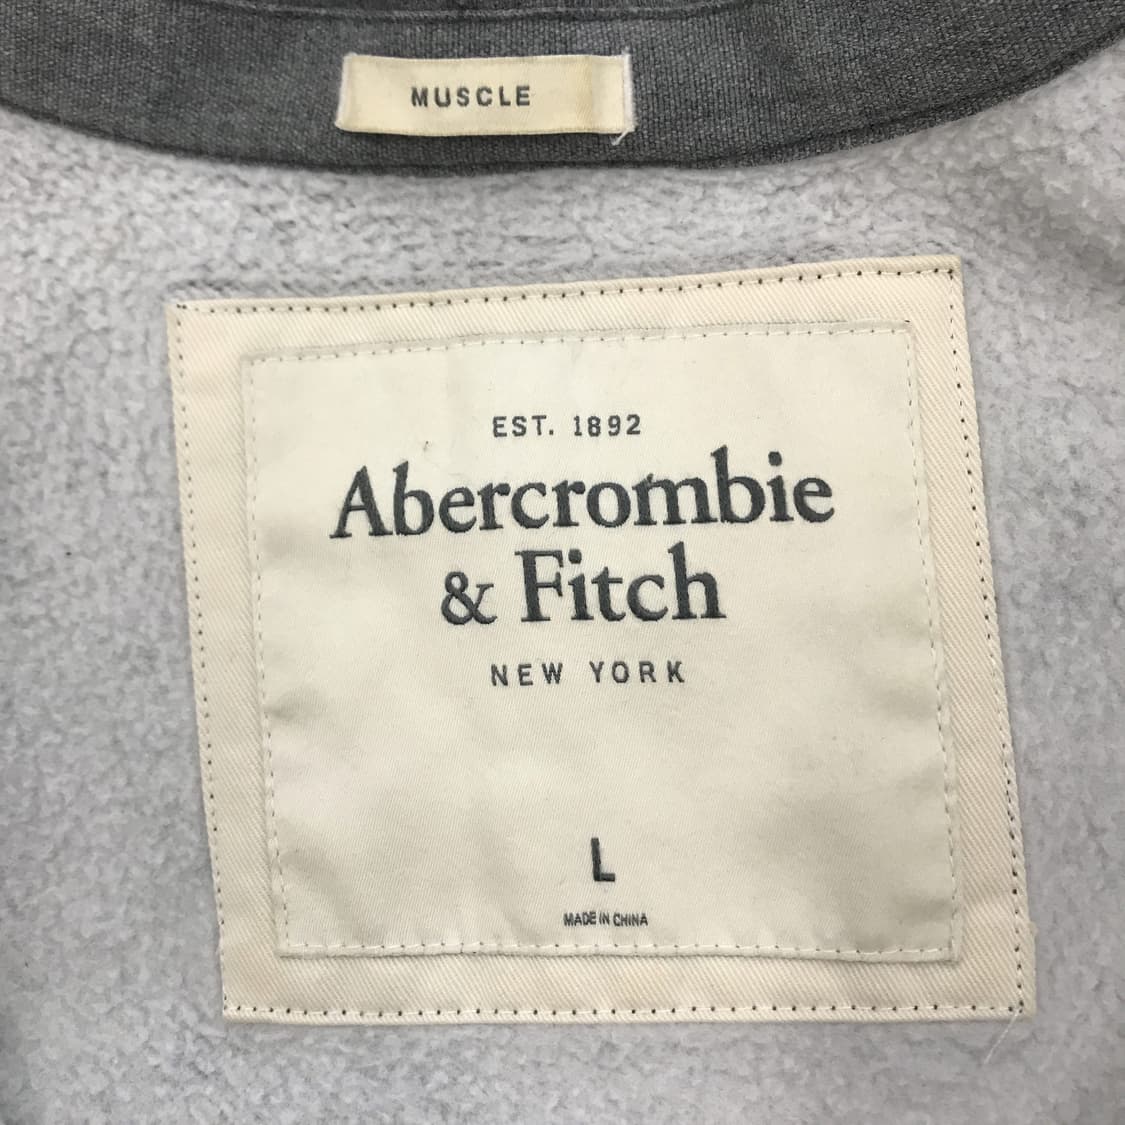 MUSCLE
EST. 1892
Abercrombie
& Fitch
NEW YORK
L
MADE IN CHINA